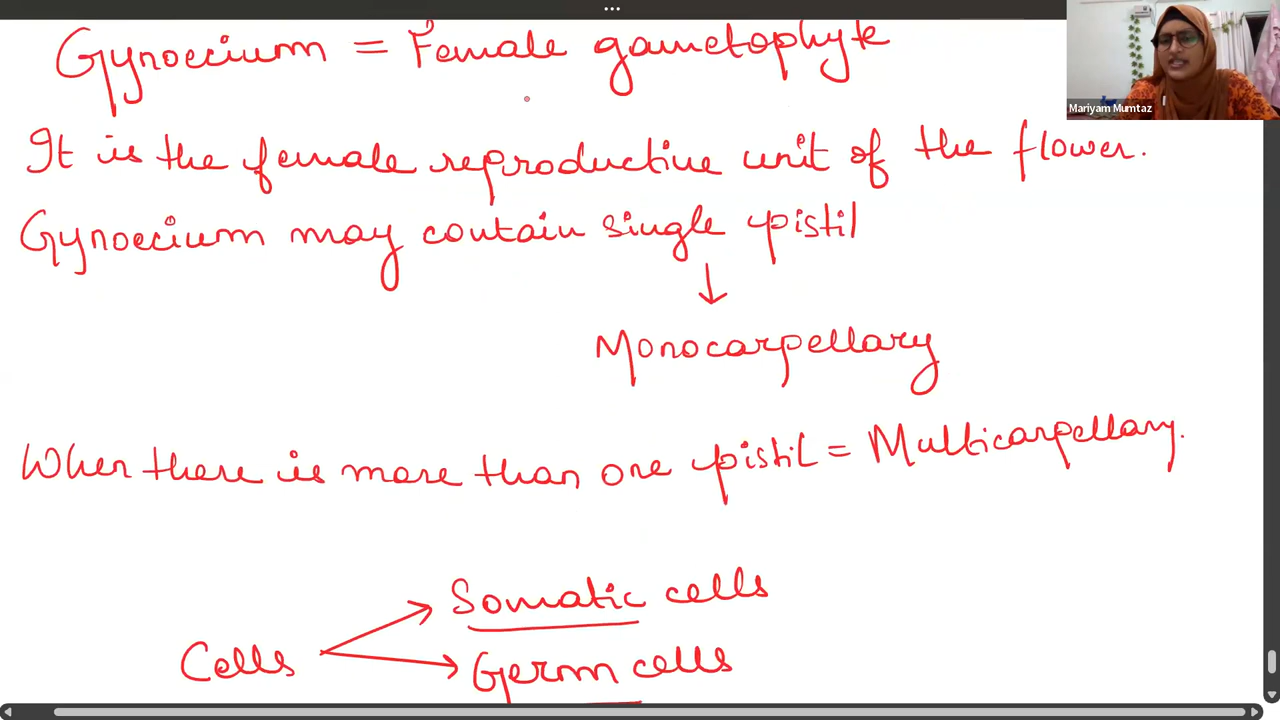 Gynoecium = Female gametophyte
Mariyam Mumtaz
It is the female reproductive unit of the flower.
Gynoecium may contain single pistil
↓
Monocarpellary
When there is more than one pistil = Multicarpellary.
Somatic cells
Cells
Germ cells